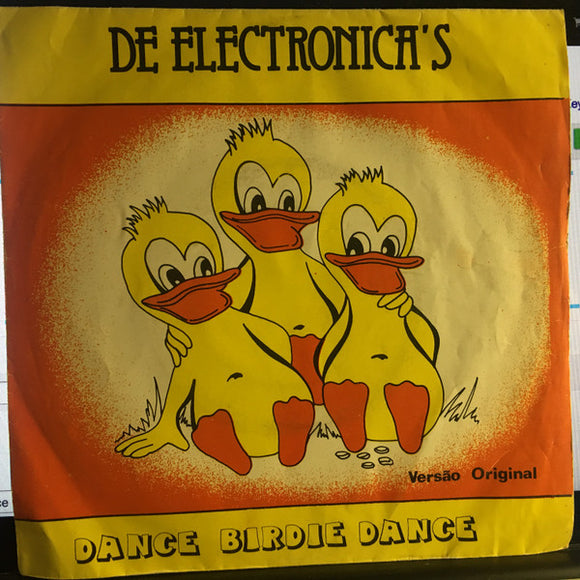 DE ELECTRONICA'S
Versão Original
DANCE BIRDIE DANCE